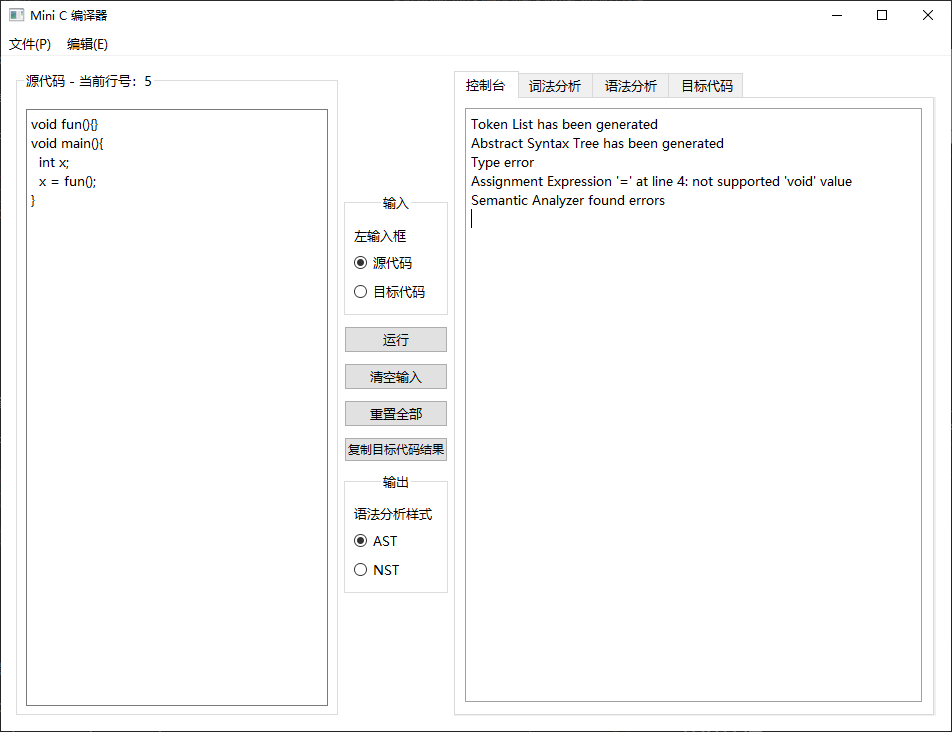 Mini C 编译器
文件(P) 编辑(E)
源代码 - 当前行号：5
void fun(){}
void main(){
  int x;
  x = fun();
}
输入
左输入框
源代码
目标代码
运行
清空输入
重置全部
复制目标代码结果
输出
语法分析样式
AST
NST
控制台 词法分析 语法分析 目标代码
Token List has been generated
Abstract Syntax Tree has been generated
Type error
Assignment Expression '=' at line 4: not supported 'void' value
Semantic Analyzer found errors